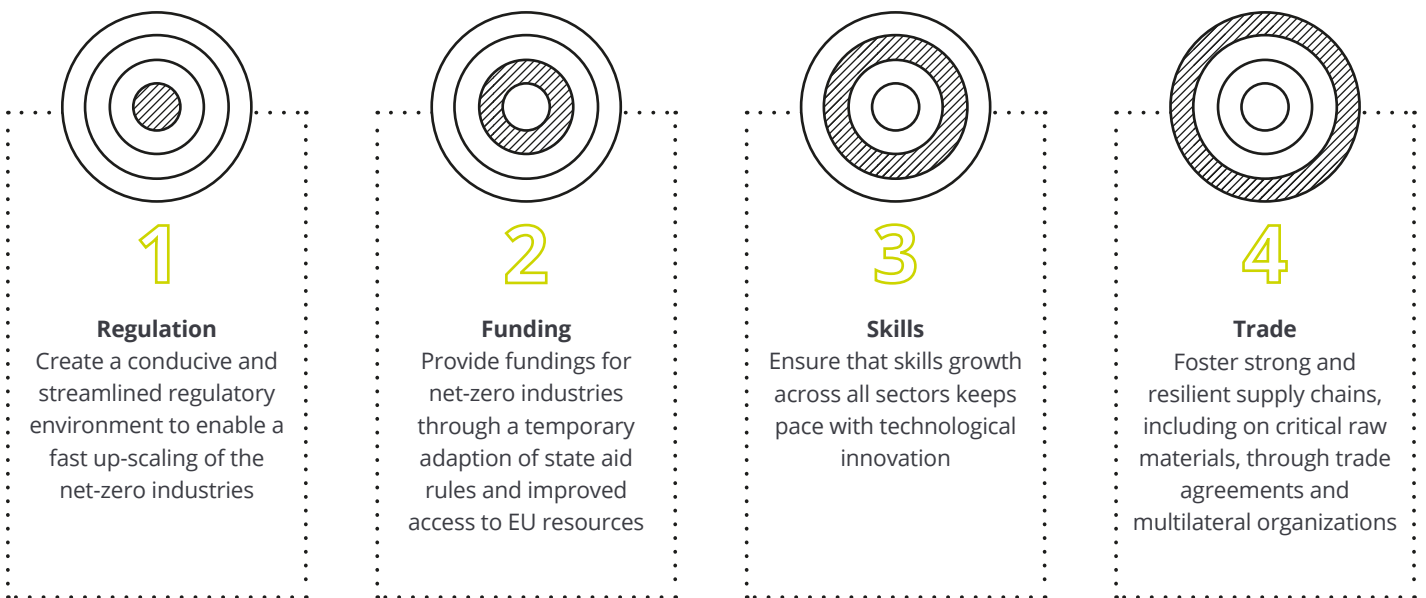 1
Regulation
Create a conducive and
streamlined regulatory
environment to enable a
fast up-scaling of the
net-zero industries
2
Funding
Provide fundings for
net-zero industries
through a temporary
adaption of state aid
rules and improved
access to EU resources
3
Skills
Ensure that skills growth
across all sectors keeps
pace with technological
innovation
4
Trade
Foster strong and
resilient supply chains,
including on critical raw
materials, through trade
agreements and
multilateral organizations